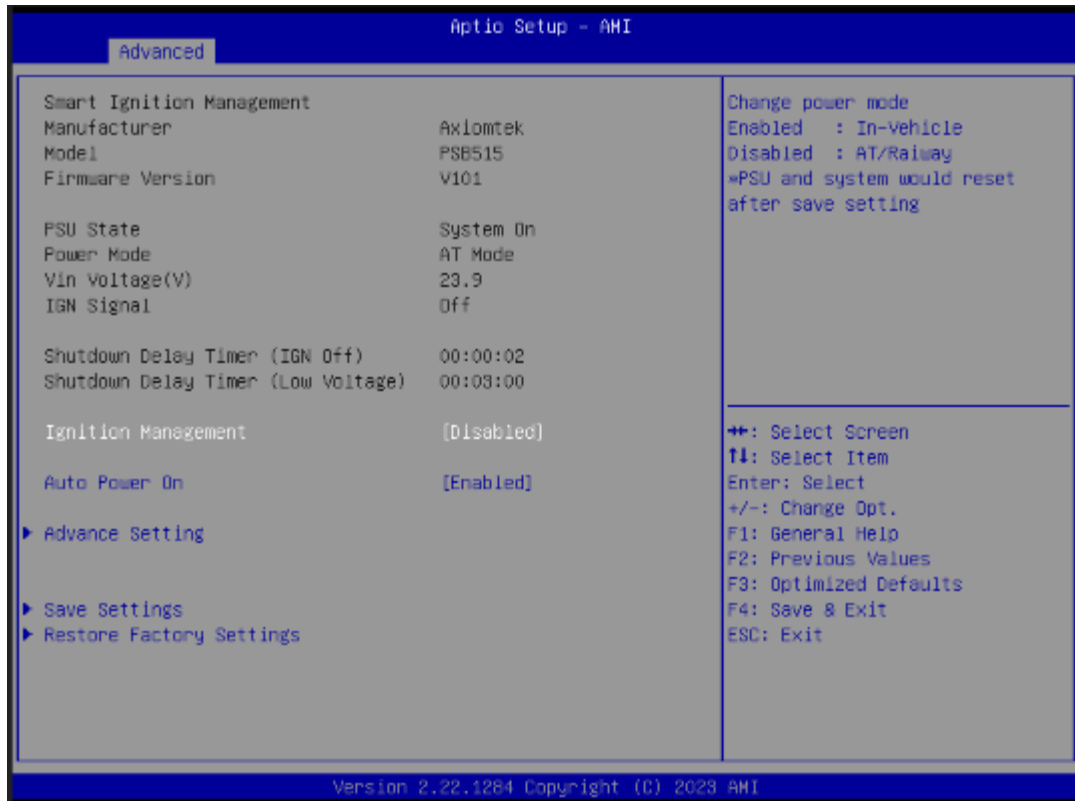 Aptio Setup - AMI
Advanced
Smart Ignition Management
Manufacturer Axiomtek
Model PSB515
Firmware Version V101
PSU State System On
Power Mode AT Mode
Vin Voltage(V) 23.9
IGN Signal Off
Shutdown Delay Timer (IGN Off) 00:00:02
Shutdown Delay Timer (Low Voltage) 00:03:00
Ignition Management [Disabled]
Auto Power On [Enabled]
Advance Setting
Save Settings
Restore Factory Settings
Change power mode
Enabled : In-Vehicle
Disabled : AT/Raiway
*PSU and system would reset
after save setting
→←: Select Screen
↑↓: Select Item
Enter: Select
+/-: Change Opt.
F1: General Help
F2: Previous Values
F3: Optimized Defaults
F4: Save & Exit
ESC: Exit
Version 2.22.1284 Copyright (C) 2023 AMI